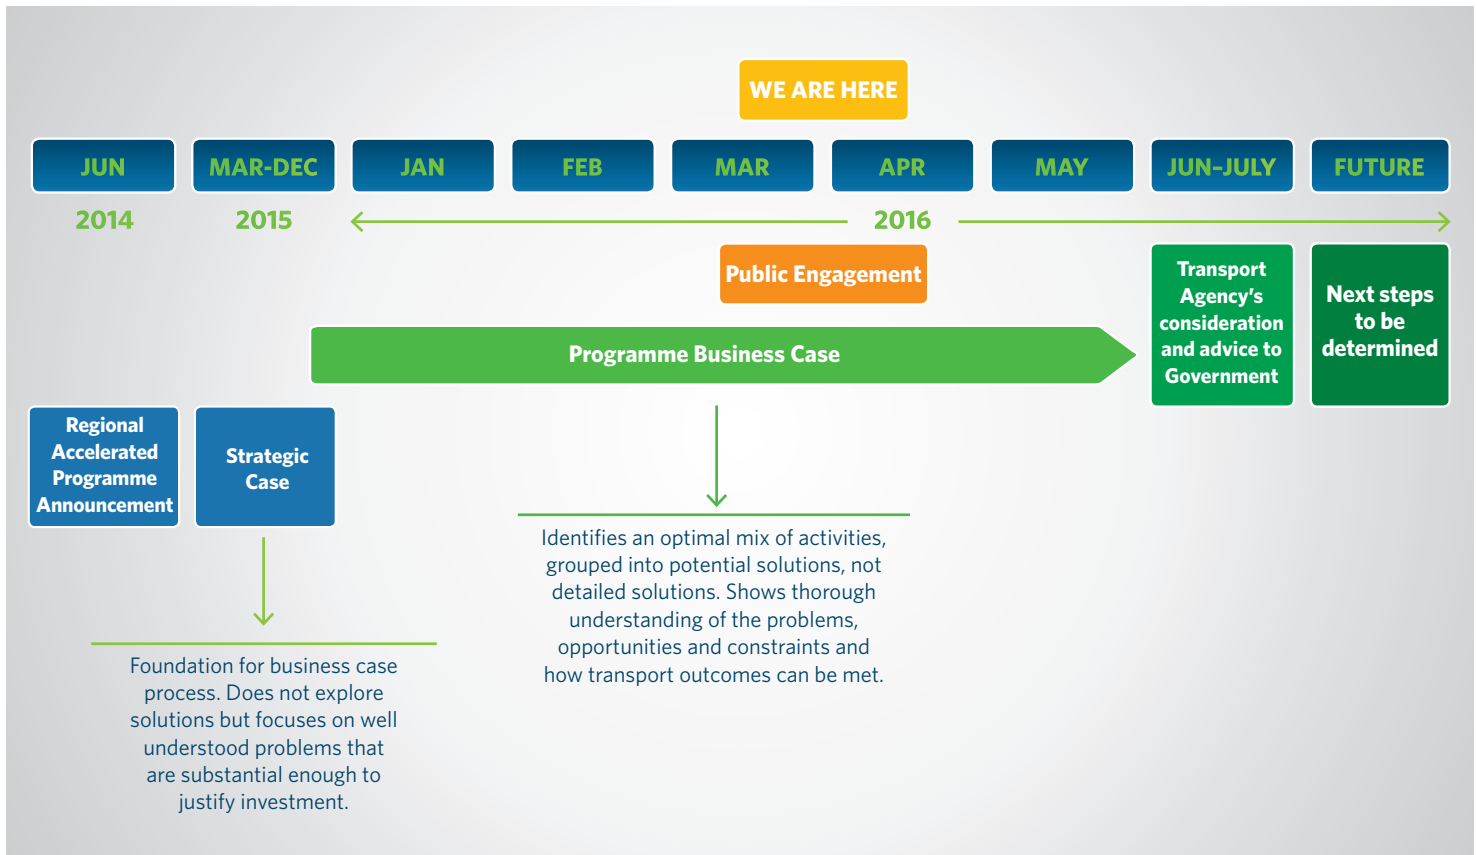 WE ARE HERE
JUN
MAR-DEC
JAN
FEB
MAR
APR
MAY
JUN–JULY
FUTURE
2014
2015
2016
Public Engagement
Transport
Agency's
consideration
and advice to
Government
Next steps
to be
determined
Programme Business Case
Regional
Accelerated
Programme
Announcement
Strategic
Case
Identifies an optimal mix of activities,
grouped into potential solutions, not
detailed solutions. Shows thorough
understanding of the problems,
opportunities and constraints and
how transport outcomes can be met.
Foundation for business case
process. Does not explore
solutions but focuses on well
understood problems that
are substantial enough to
justify investment.